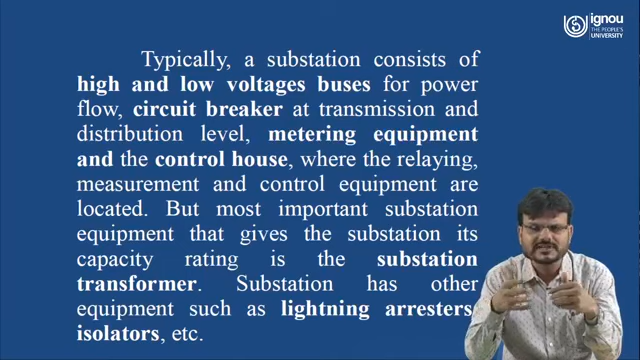 ignou
THE PEOPLE'S
UNIVERSITY
Typically, a substation consists of
high and low voltages buses for power
flow, circuit breaker at transmission and
distribution level, metering equipment
and the control house, where the relaying,
measurement and control equipment are
located. But most important substation
equipment that gives the substation its
capacity rating is the substation
transformer. Substation has other
equipment such as lightning arresters,
isolators, etc.